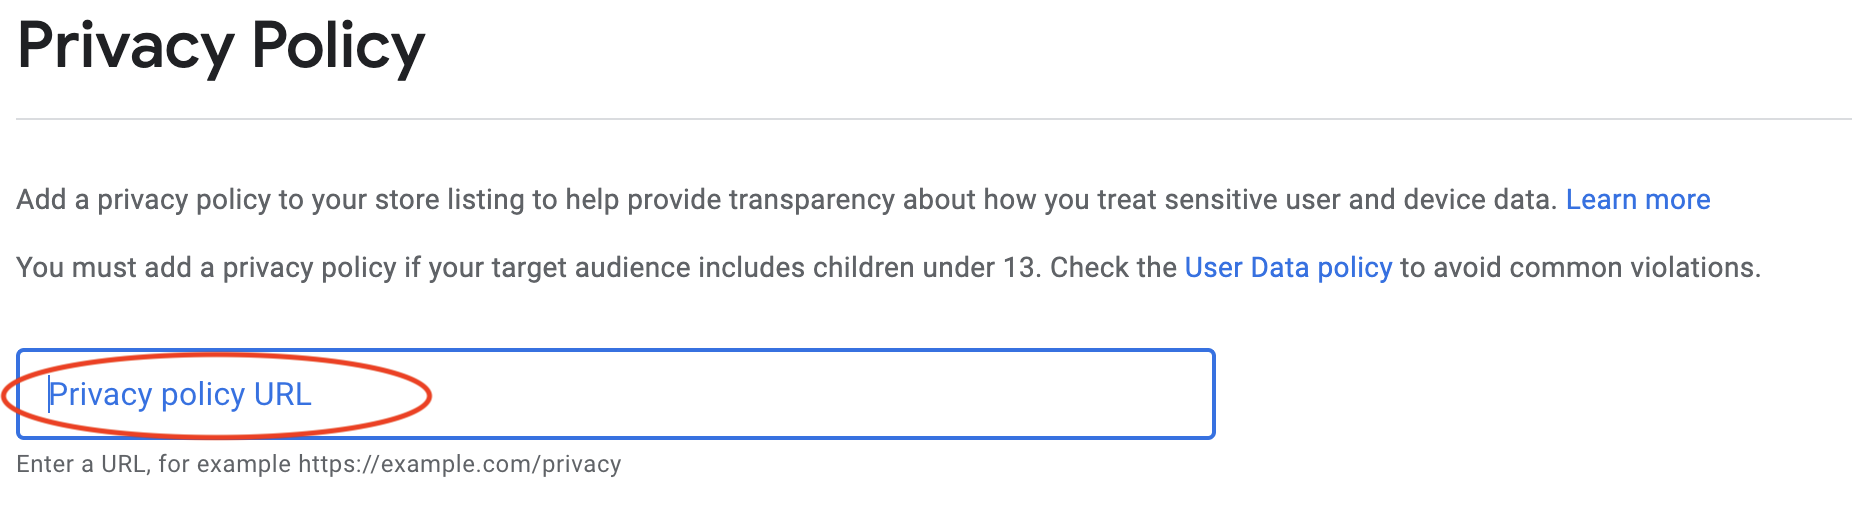 Privacy Policy
Add a privacy policy to your store listing to help provide transparency about how you treat sensitive user and device data. Learn more
You must add a privacy policy if your target audience includes children under 13. Check the User Data policy to avoid common violations.
Privacy policy URL
Enter a URL, for example https://example.com/privacy